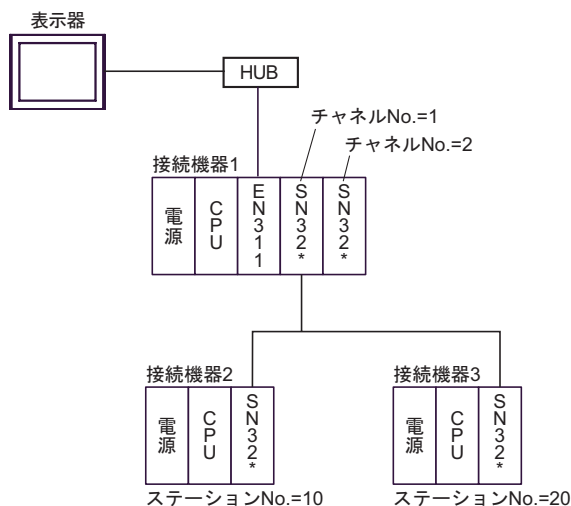 表示器
HUB
チャネルNo.=1
チャネルNo.=2
接続機器1
電源
CPU
EN311
SN32*
SN32*
接続機器2
電源
CPU
SN32*
ステーションNo.=10
接続機器3
電源
CPU
SN32*
ステーションNo.=20